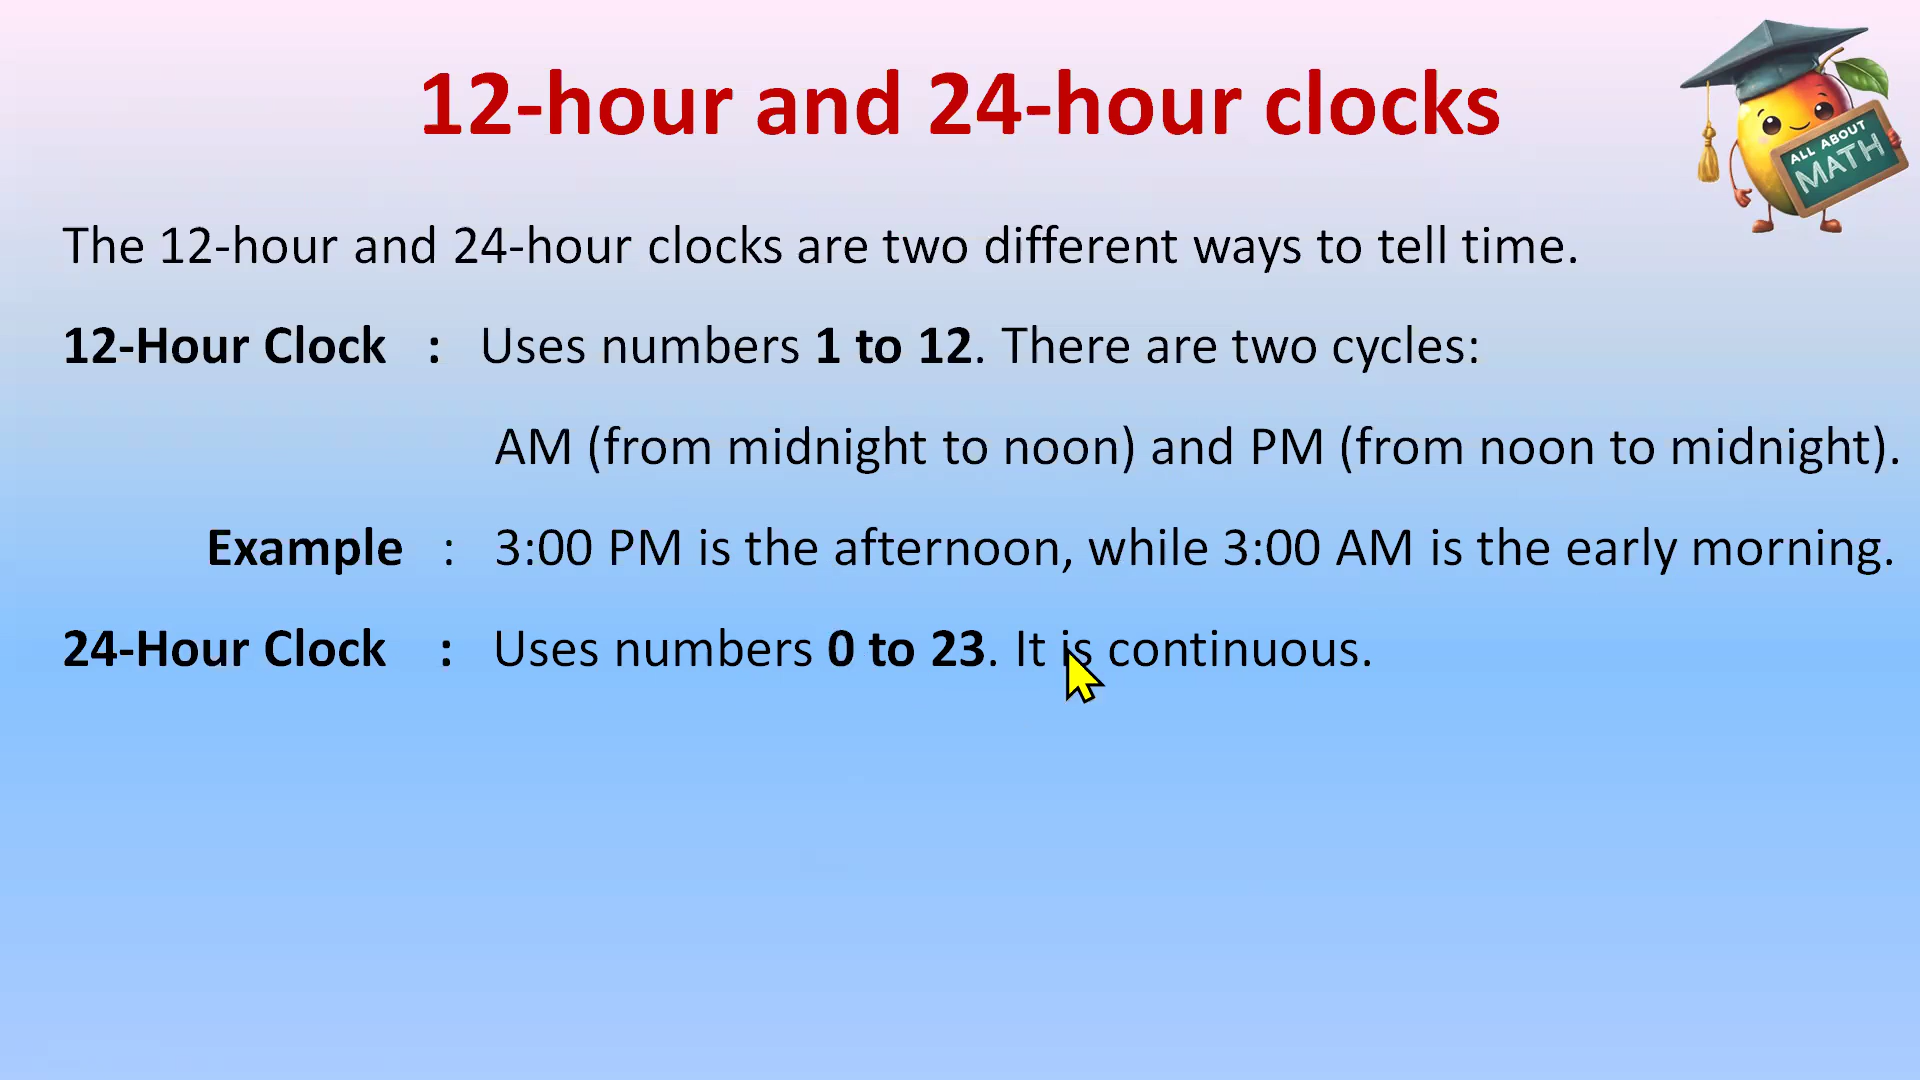 12-hour and 24-hour clocks
ALL ABOUT
MATH
The 12-hour and 24-hour clocks are two different ways to tell time.
12-Hour Clock : Uses numbers 1 to 12. There are two cycles:
AM (from midnight to noon) and PM (from noon to midnight).
Example : 3:00 PM is the afternoon, while 3:00 AM is the early morning.
24-Hour Clock : Uses numbers 0 to 23. It is continuous.